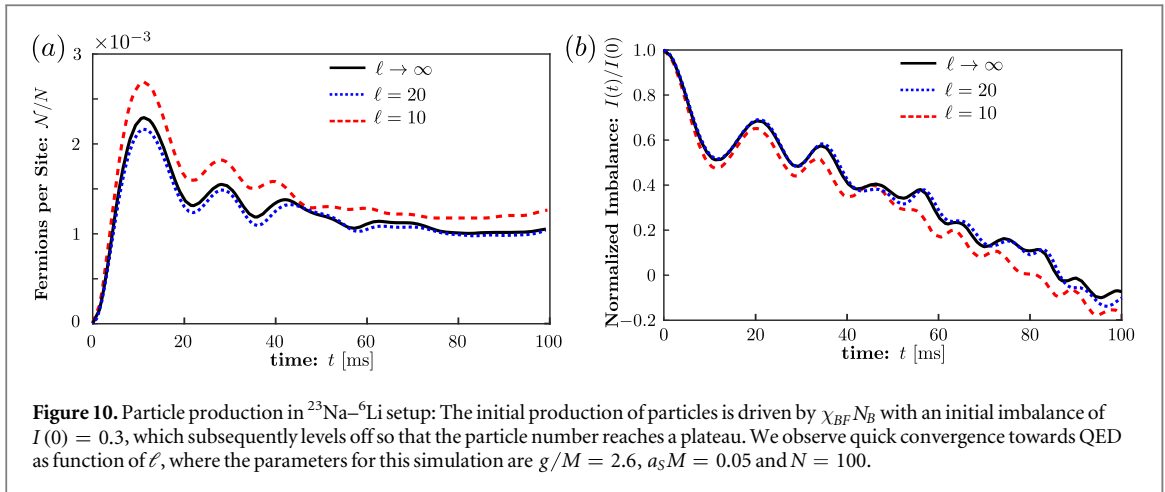 (a)
×10⁻³
3
2
1
0
Fermions per Site: 𝒩/N
ℓ → ∞
ℓ = 20
ℓ = 10
0 20 40 60 80 100
time: t [ms]
(b)
1.0
0.8
0.6
0.4
0.2
0
−0.2
Normalized Imbalance: I(t)/I(0)
ℓ → ∞
ℓ = 20
ℓ = 10
0 20 40 60 80 100
time: t [ms]
Figure 10. Particle production in ²³Na–⁶Li setup: The initial production of particles is driven by χ_BF N_B with an initial imbalance of
I(0) = 0.3, which subsequently levels off so that the particle number reaches a plateau. We observe quick convergence towards QED
as function of ℓ, where the parameters for this simulation are g/M = 2.6, a_S M = 0.05 and N = 100.